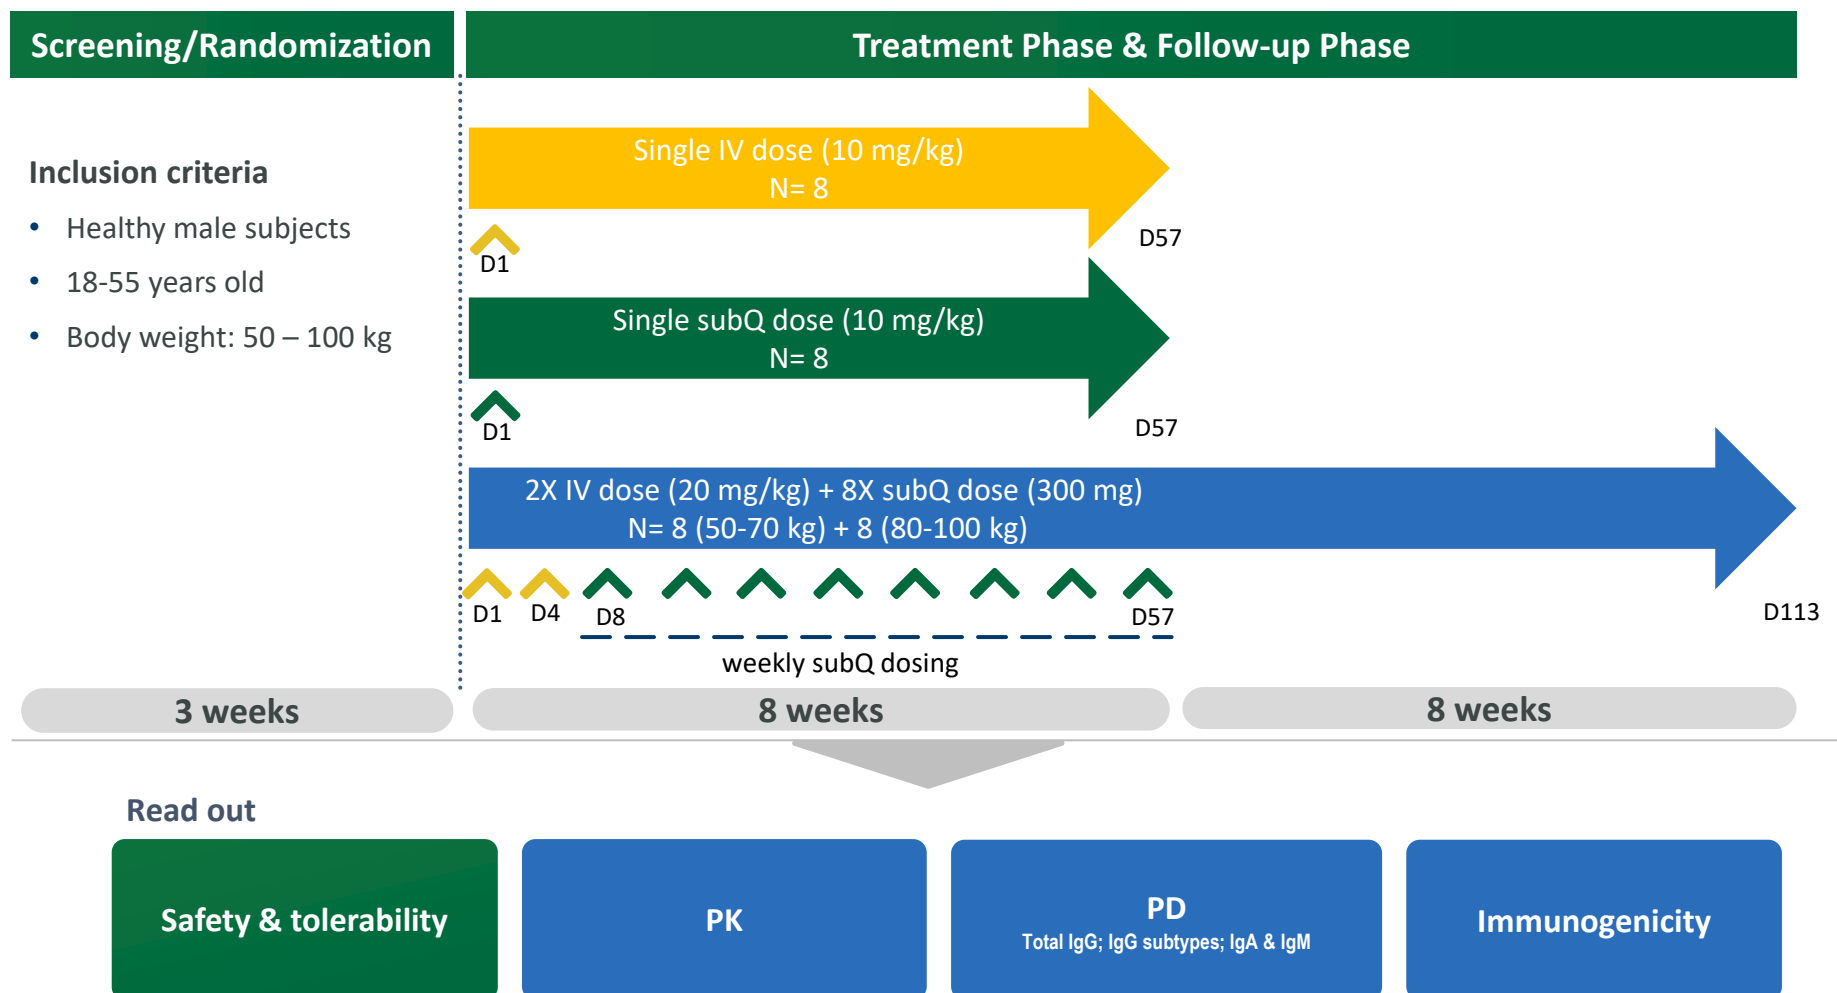 Screening/Randomization
Treatment Phase & Follow-up Phase
Inclusion criteria
• Healthy male subjects
• 18-55 years old
• Body weight: 50 – 100 kg
Single IV dose (10 mg/kg)
N= 8
D1
D57
Single subQ dose (10 mg/kg)
N= 8
D1
D57
2X IV dose (20 mg/kg) + 8X subQ dose (300 mg)
N= 8 (50-70 kg) + 8 (80-100 kg)
D1
D4
D8
D57
D113
weekly subQ dosing
3 weeks
8 weeks
8 weeks
Read out
Safety & tolerability
PK
PD
Total IgG; IgG subtypes; IgA & IgM
Immunogenicity